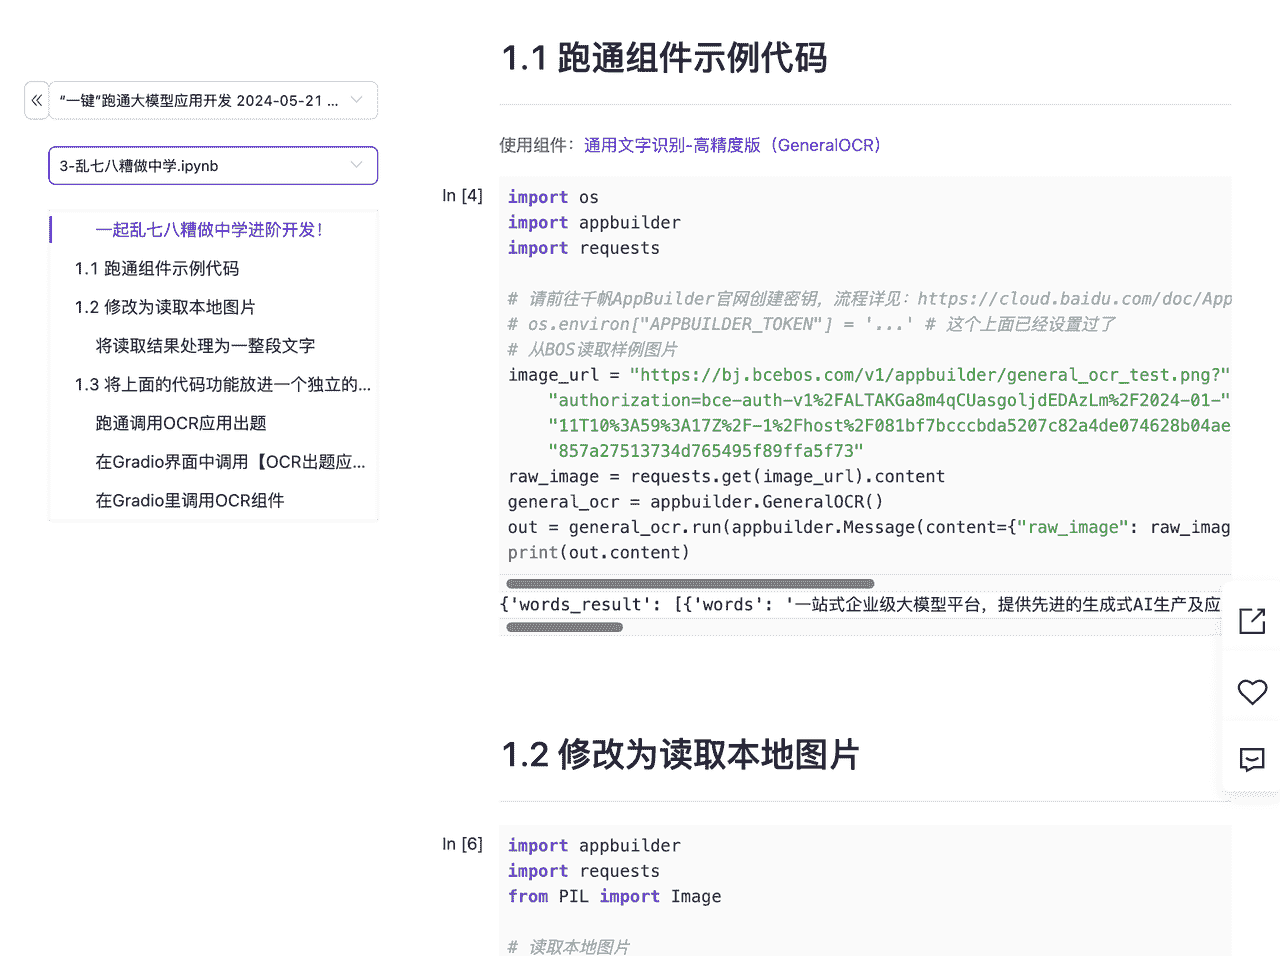 “一键”跑通大模型应用开发 2024-05-21 ...
3-乱七八糟做中学.ipynb
一起乱七八糟做中学进阶开发！
1.1 跑通组件示例代码
1.2 修改为读取本地图片
将读取结果处理为一整段文字
1.3 将上面的代码功能放进一个独立的...
跑通调用OCR应用出题
在Gradio界面中调用【OCR出题应...
在Gradio里调用OCR组件
1.1 跑通组件示例代码
使用组件：通用文字识别-高精度版（GeneralOCR）
In [4]
import os
import appbuilder
import requests
# 请前往千帆AppBuilder官网创建密钥，流程详见：https://cloud.baidu.com/doc/App
# os.environ["APPBUILDER_TOKEN"] = '...' # 这个上面已经设置过了
# 从BOS读取样例图片
image_url = "https://bj.bcebos.com/v1/appbuilder/general_ocr_test.png?"
"authorization=bce-auth-v1%2FALTAKGa8m4qCUasgoljdEDAzLm%2F2024-01-"
"11T10%3A59%3A17Z%2F-1%2Fhost%2F081bf7bcccbda5207c82a4de074628b04ae
"857a27513734d765495f89ffa5f73"
raw_image = requests.get(image_url).content
general_ocr = appbuilder.GeneralOCR()
out = general_ocr.run(appbuilder.Message(content={"raw_image": raw_imag
print(out.content)
{'words_result': [{'words': '一站式企业级大模型平台，提供先进的生成式AI生产及应
1.2 修改为读取本地图片
In [6]
import appbuilder
import requests
from PIL import Image
# 读取本地图片